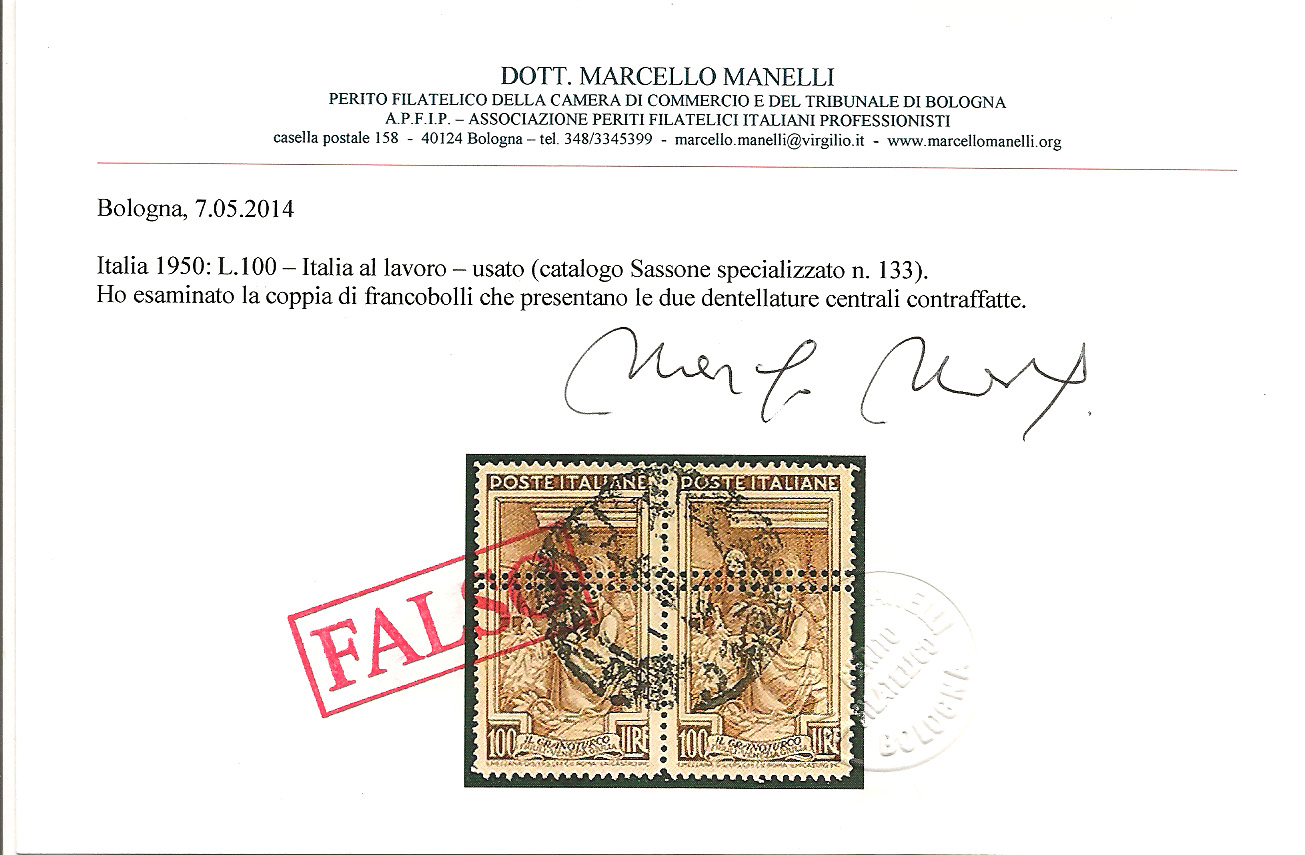 DOTT. MARCELLO MANELLI
PERITO FILATELICO DELLA CAMERA DI COMMERCIO E DEL TRIBUNALE DI BOLOGNA
A.P.F.I.P. – ASSOCIAZIONE PERITI FILATELICI ITALIANI PROFESSIONISTI
casella postale 158 - 40124 Bologna – tel. 348/3345399 - marcello.manelli@virgilio.it - www.marcellomanelli.org
Bologna, 7.05.2014
Italia 1950: L.100 – Italia al lavoro – usato (catalogo Sassone specializzato n. 133).
Ho esaminato la coppia di francobolli che presentano le due dentellature centrali contraffatte.
POSTE ITALIANE POSTE ITALIANE
FALSO
BOLOGNA
100 IL GRANOTURCO LIRE 100 IL GRANOTURCO LIRE